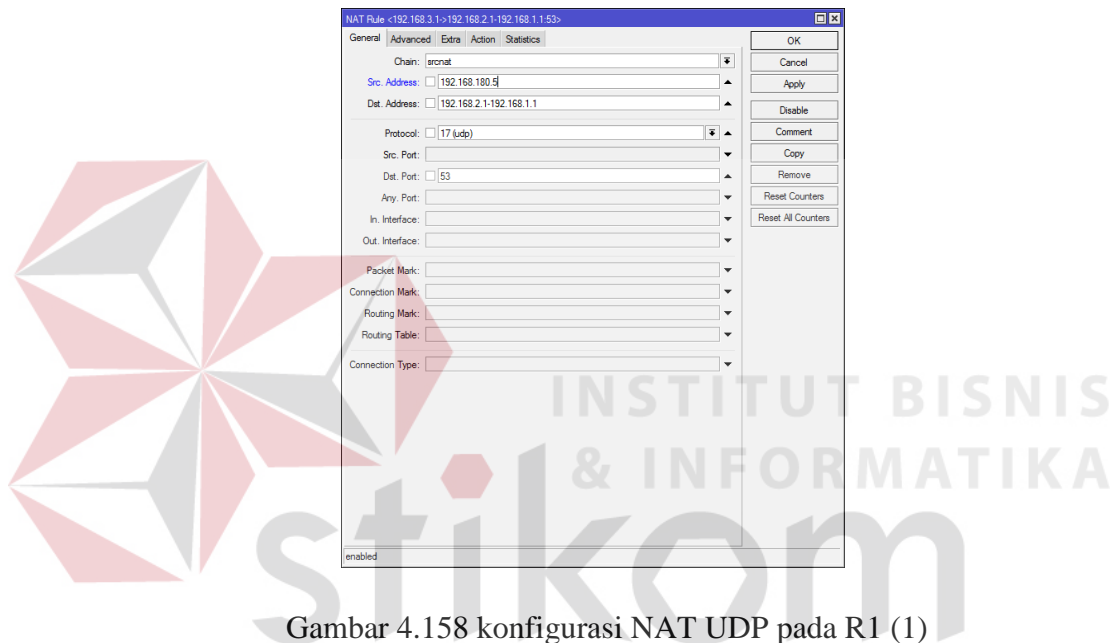 NAT Rule <192.168.3.1->192.168.2.1-192.168.1.1:53>
General Advanced Extra Action Statistics
OK
Chain: srcnat
Cancel
Src. Address: 192.168.180.5
Apply
Dst. Address: 192.168.2.1-192.168.1.1
Disable
Protocol: 17 (udp)
Comment
Src. Port:
Copy
Dst. Port: 53
Remove
Any. Port:
Reset Counters
In. Interface:
Reset All Counters
Out. Interface:
Packet Mark:
Connection Mark:
Routing Mark:
Routing Table:
Connection Type:
INSTITUT BISNIS
& INFORMATIKA
stikom
enabled
Gambar 4.158 konfigurasi NAT UDP pada R1 (1)